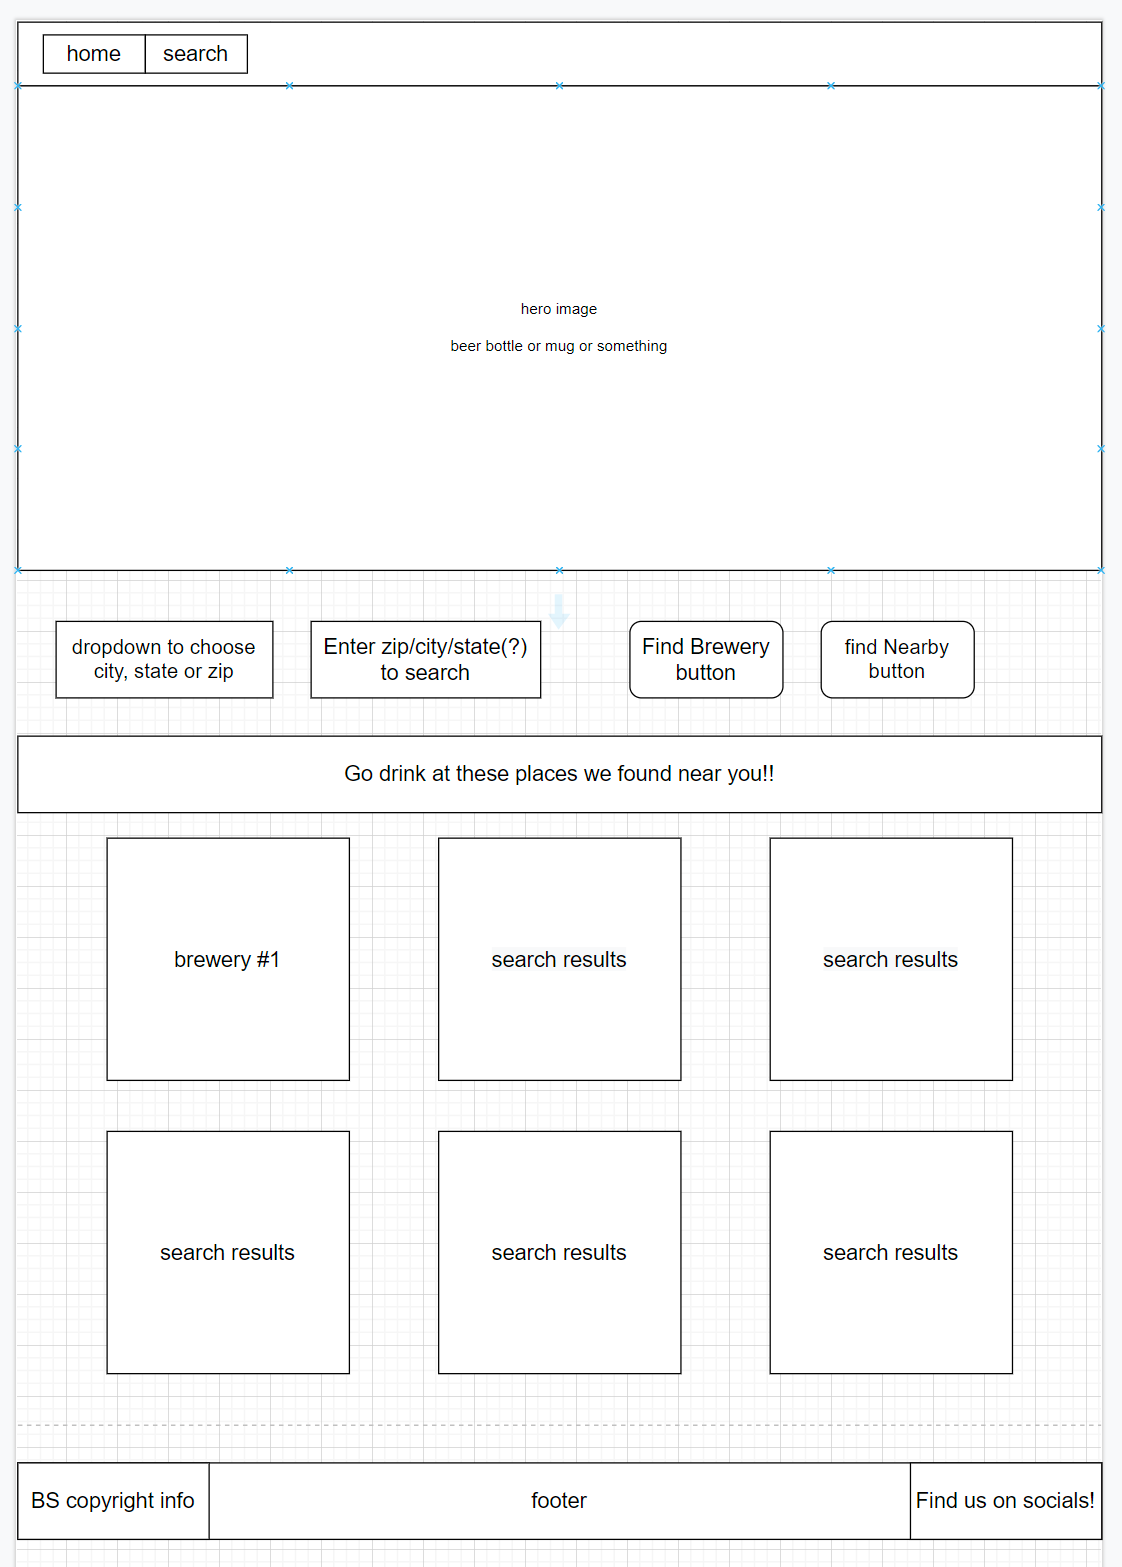 home
search
hero image
beer bottle or mug or something
dropdown to choose
city, state or zip
Enter zip/city/state(?)
to search
Find Brewery
button
find Nearby
button
Go drink at these places we found near you!!
brewery #1
search results
search results
search results
search results
search results
BS copyright info
footer
Find us on socials!